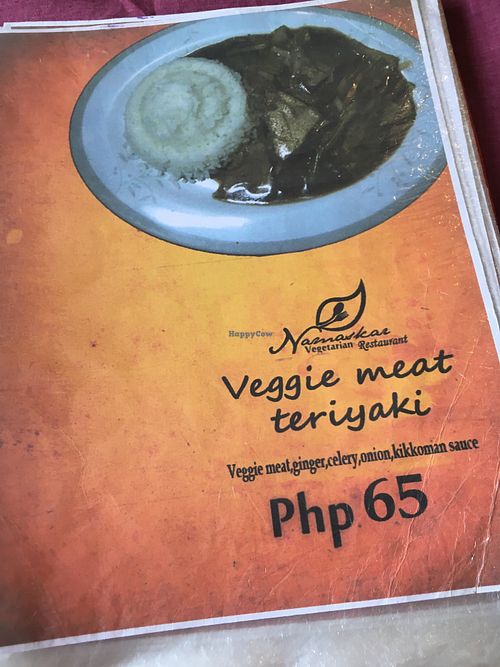 HappyCow
Namaskar
Vegetarian Restaurant
Veggie meat
teriyaki
Veggie meat,ginger,celery,onion,kikkoman sauce
Php 65